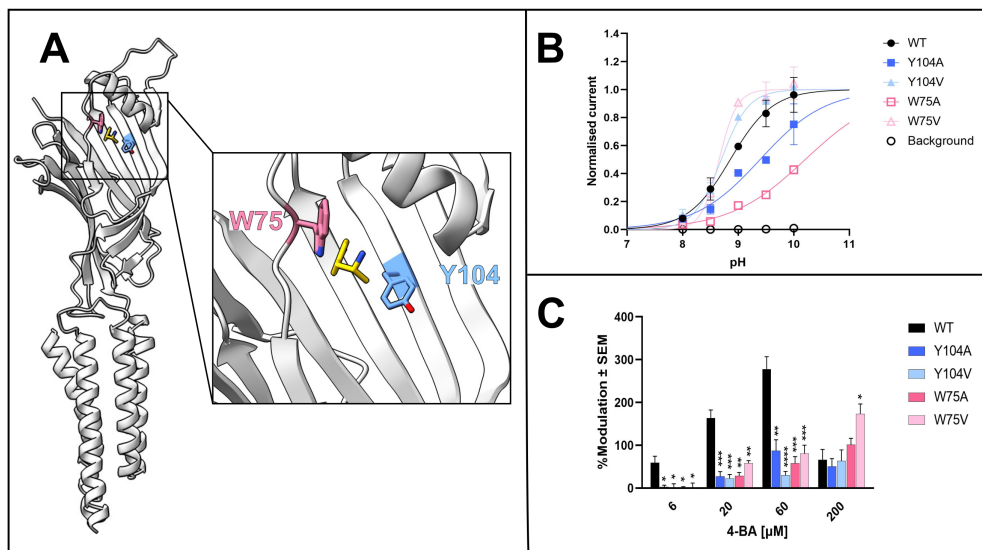 A
W75
Y104
B
Normalised current
1.4
1.2
1.0
0.8
0.6
0.4
0.2
0.0
7
8
9
10
11
pH
WT
Y104A
Y104V
W75A
W75V
Background
C
%Modulation ± SEM
400
300
200
100
0
* * * *
*** *** ** **
** **** *** ***
*
6
20
60
200
4-BA [µM]
WT
Y104A
Y104V
W75A
W75V